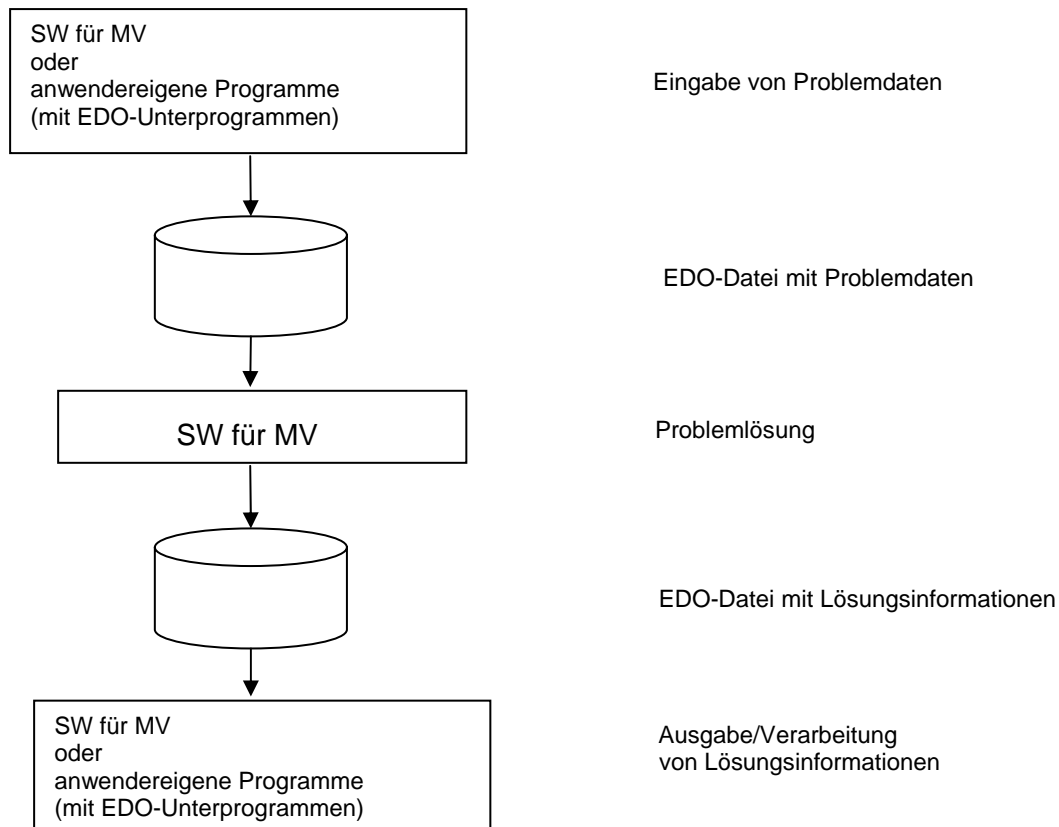 SW für MV
oder
anwendereigene Programme
(mit EDO-Unterprogrammen)
Eingabe von Problemdaten
EDO-Datei mit Problemdaten
SW für MV
Problemlösung
EDO-Datei mit Lösungsinformationen
SW für MV
oder
anwendereigene Programme
(mit EDO-Unterprogrammen)
Ausgabe/Verarbeitung
von Lösungsinformationen